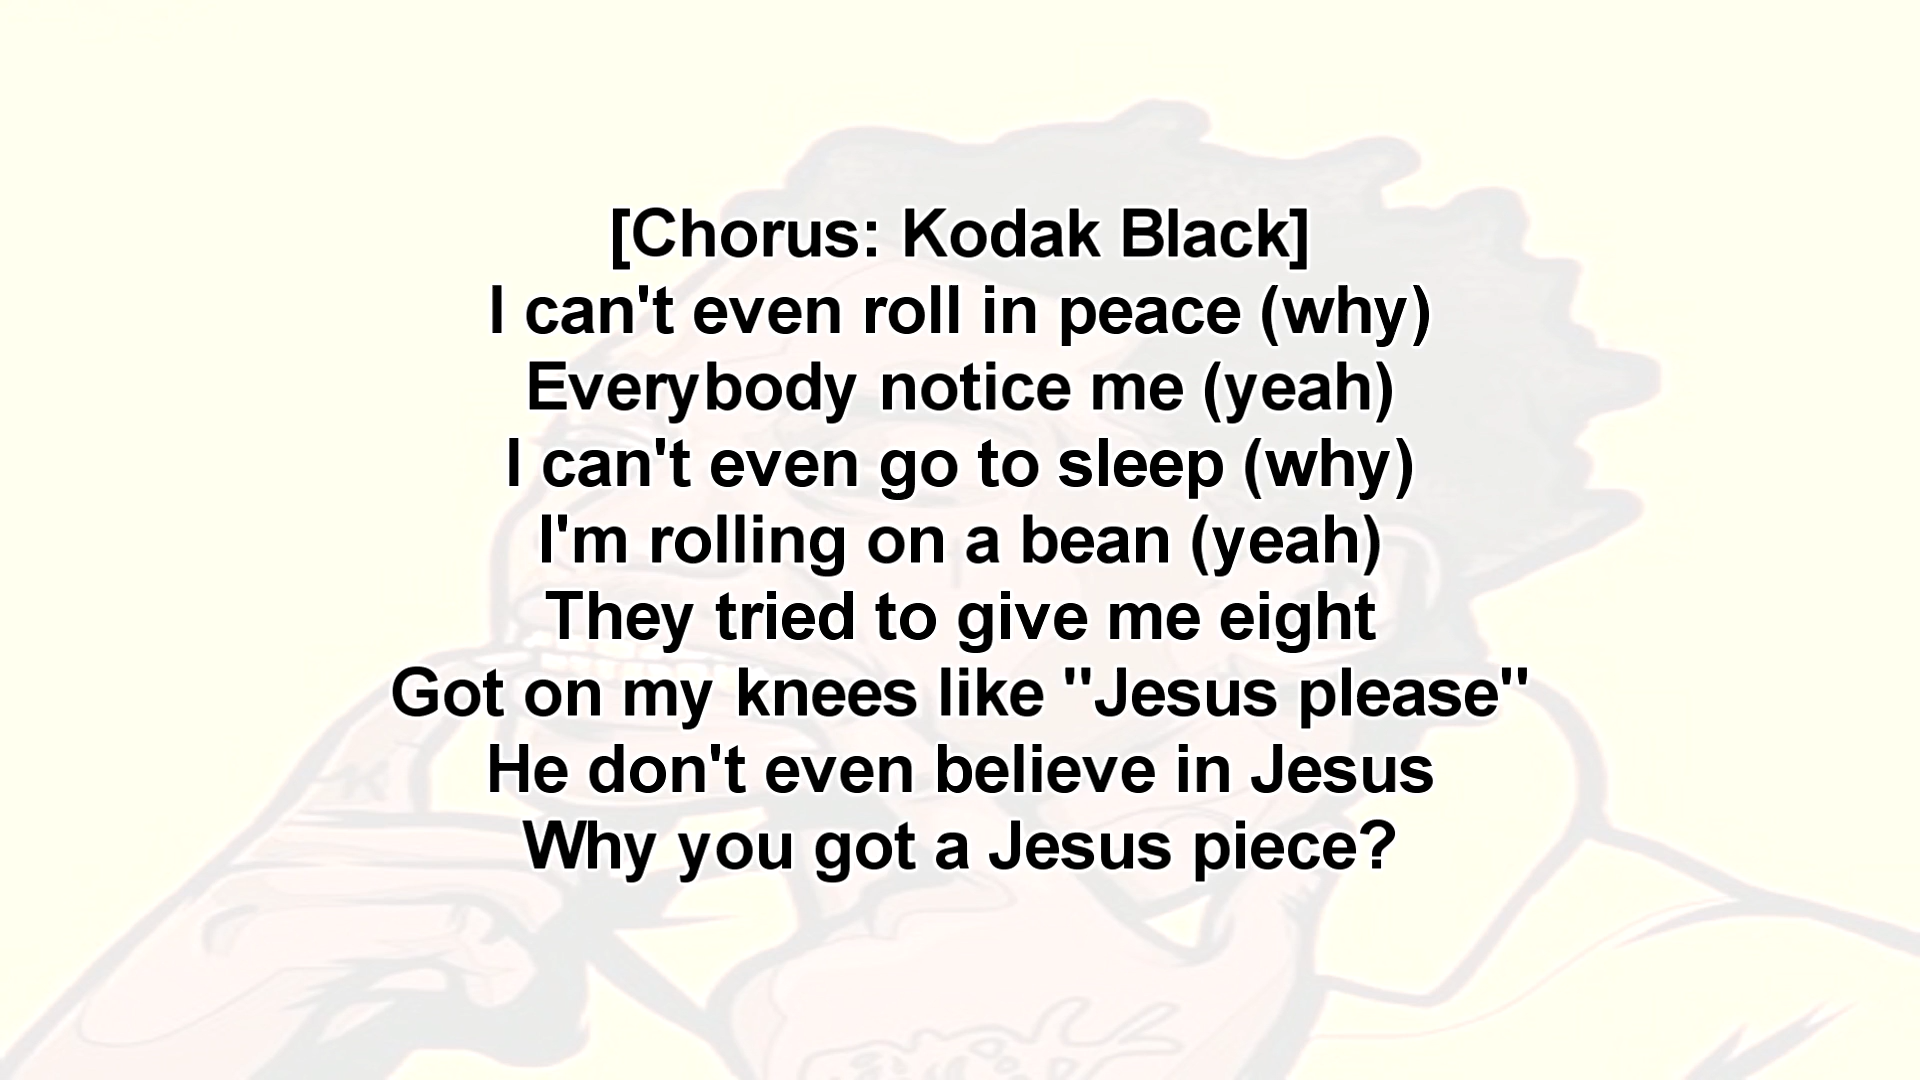 [Chorus: Kodak Black]
I can't even roll in peace (why)
Everybody notice me (yeah)
I can't even go to sleep (why)
I'm rolling on a bean (yeah)
They tried to give me eight
Got on my knees like "Jesus please"
He don't even believe in Jesus
Why you got a Jesus piece?